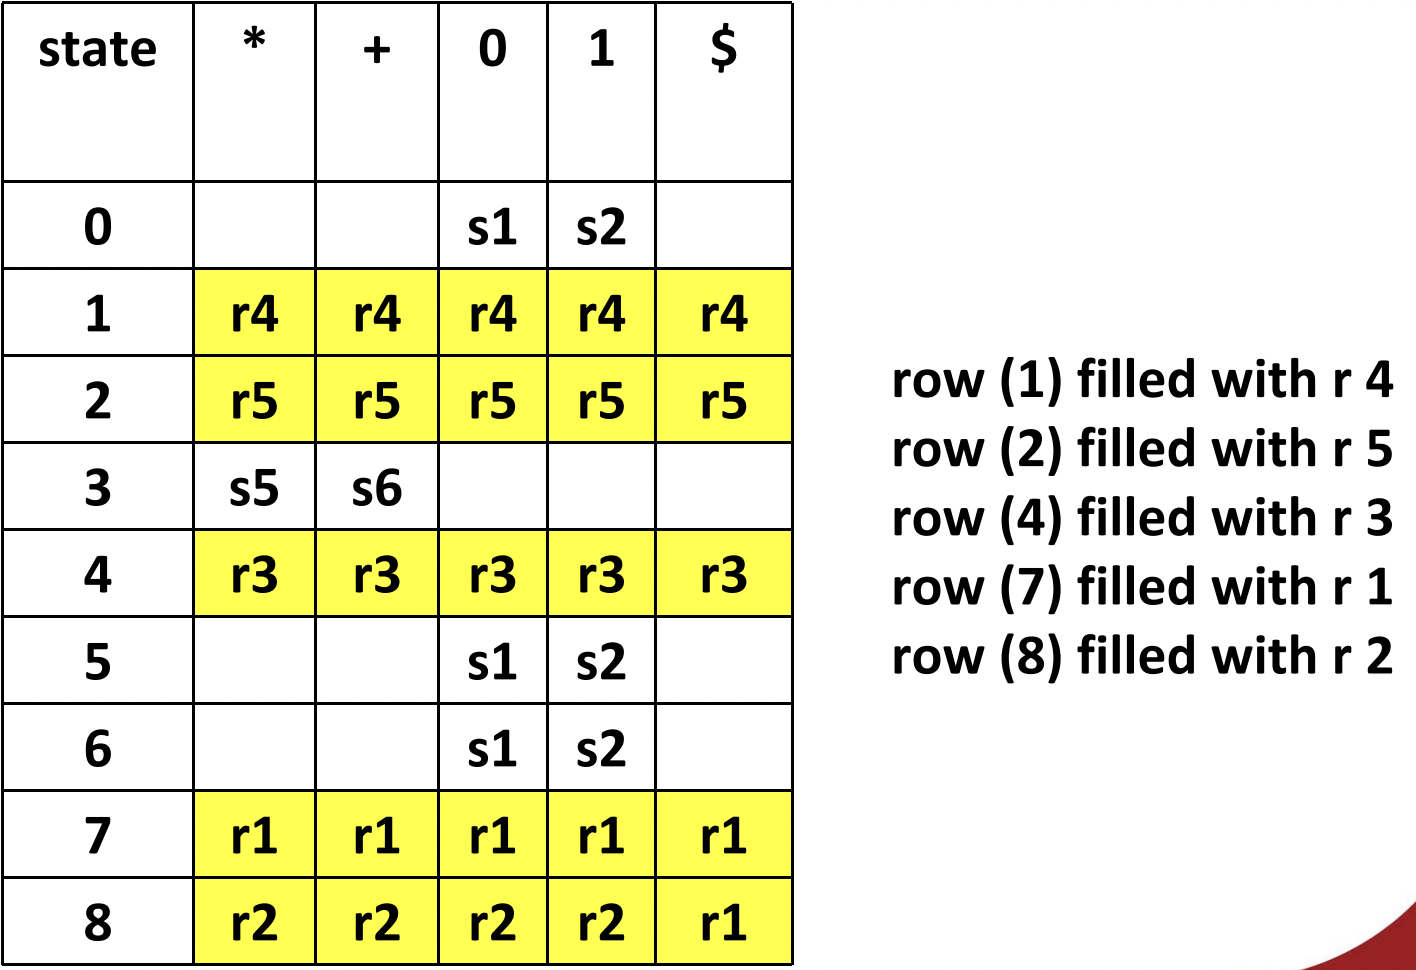 state * + 0 1 $
0 s1 s2
1 r4 r4 r4 r4 r4
2 r5 r5 r5 r5 r5
3 s5 s6
4 r3 r3 r3 r3 r3
5 s1 s2
6 s1 s2
7 r1 r1 r1 r1 r1
8 r2 r2 r2 r2 r1
row (1) filled with r 4
row (2) filled with r 5
row (4) filled with r 3
row (7) filled with r 1
row (8) filled with r 2